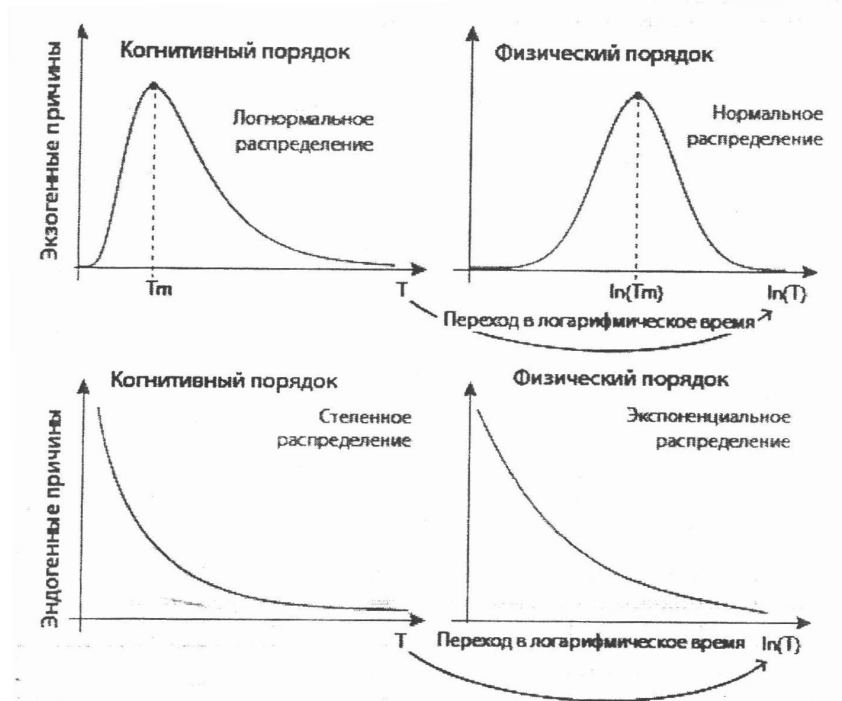 Экзогенные причины
Когнитивный порядок
Логнормальное
распределение
Tm
T
Физический порядок
Нормальное
распределение
ln{Tm}
ln{T}
Переход в логарифмическое время
Эндогенные причины
Когнитивный порядок
Степенное
распределение
T
Физический порядок
Экспоненциальное
распределение
Переход в логарифмическое время
ln{T}